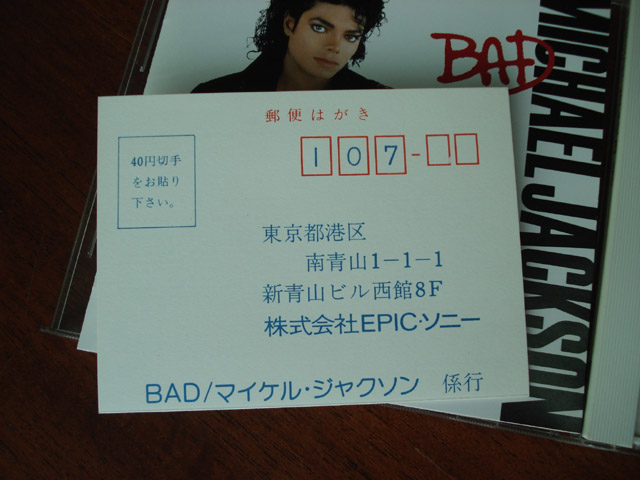 BAD
MICHAEL JACKSON
郵便はがき
40円切手
をお貼り
下さい。
107-
東京都港区
南青山1-1-1
新青山ビル西館8F
株式会社EPIC・ソニー
BAD/マイケル・ジャクソン 係行